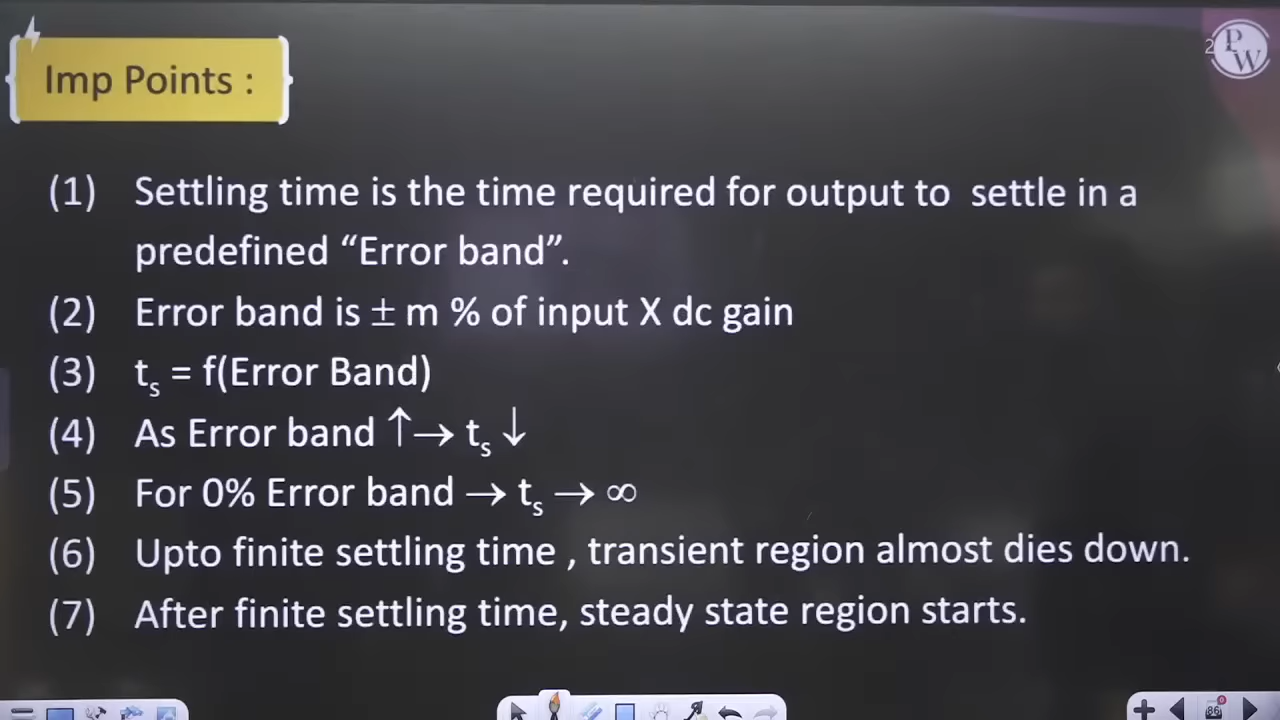 Imp Points :
2
P
W
(1) Settling time is the time required for output to settle in a
predefined “Error band”.
(2) Error band is ± m % of input X dc gain
(3) tₛ = f(Error Band)
(4) As Error band ↑→ tₛ ↓
(5) For 0% Error band → tₛ → ∞
(6) Upto finite settling time , transient region almost dies down.
(7) After finite settling time, steady state region starts.
86